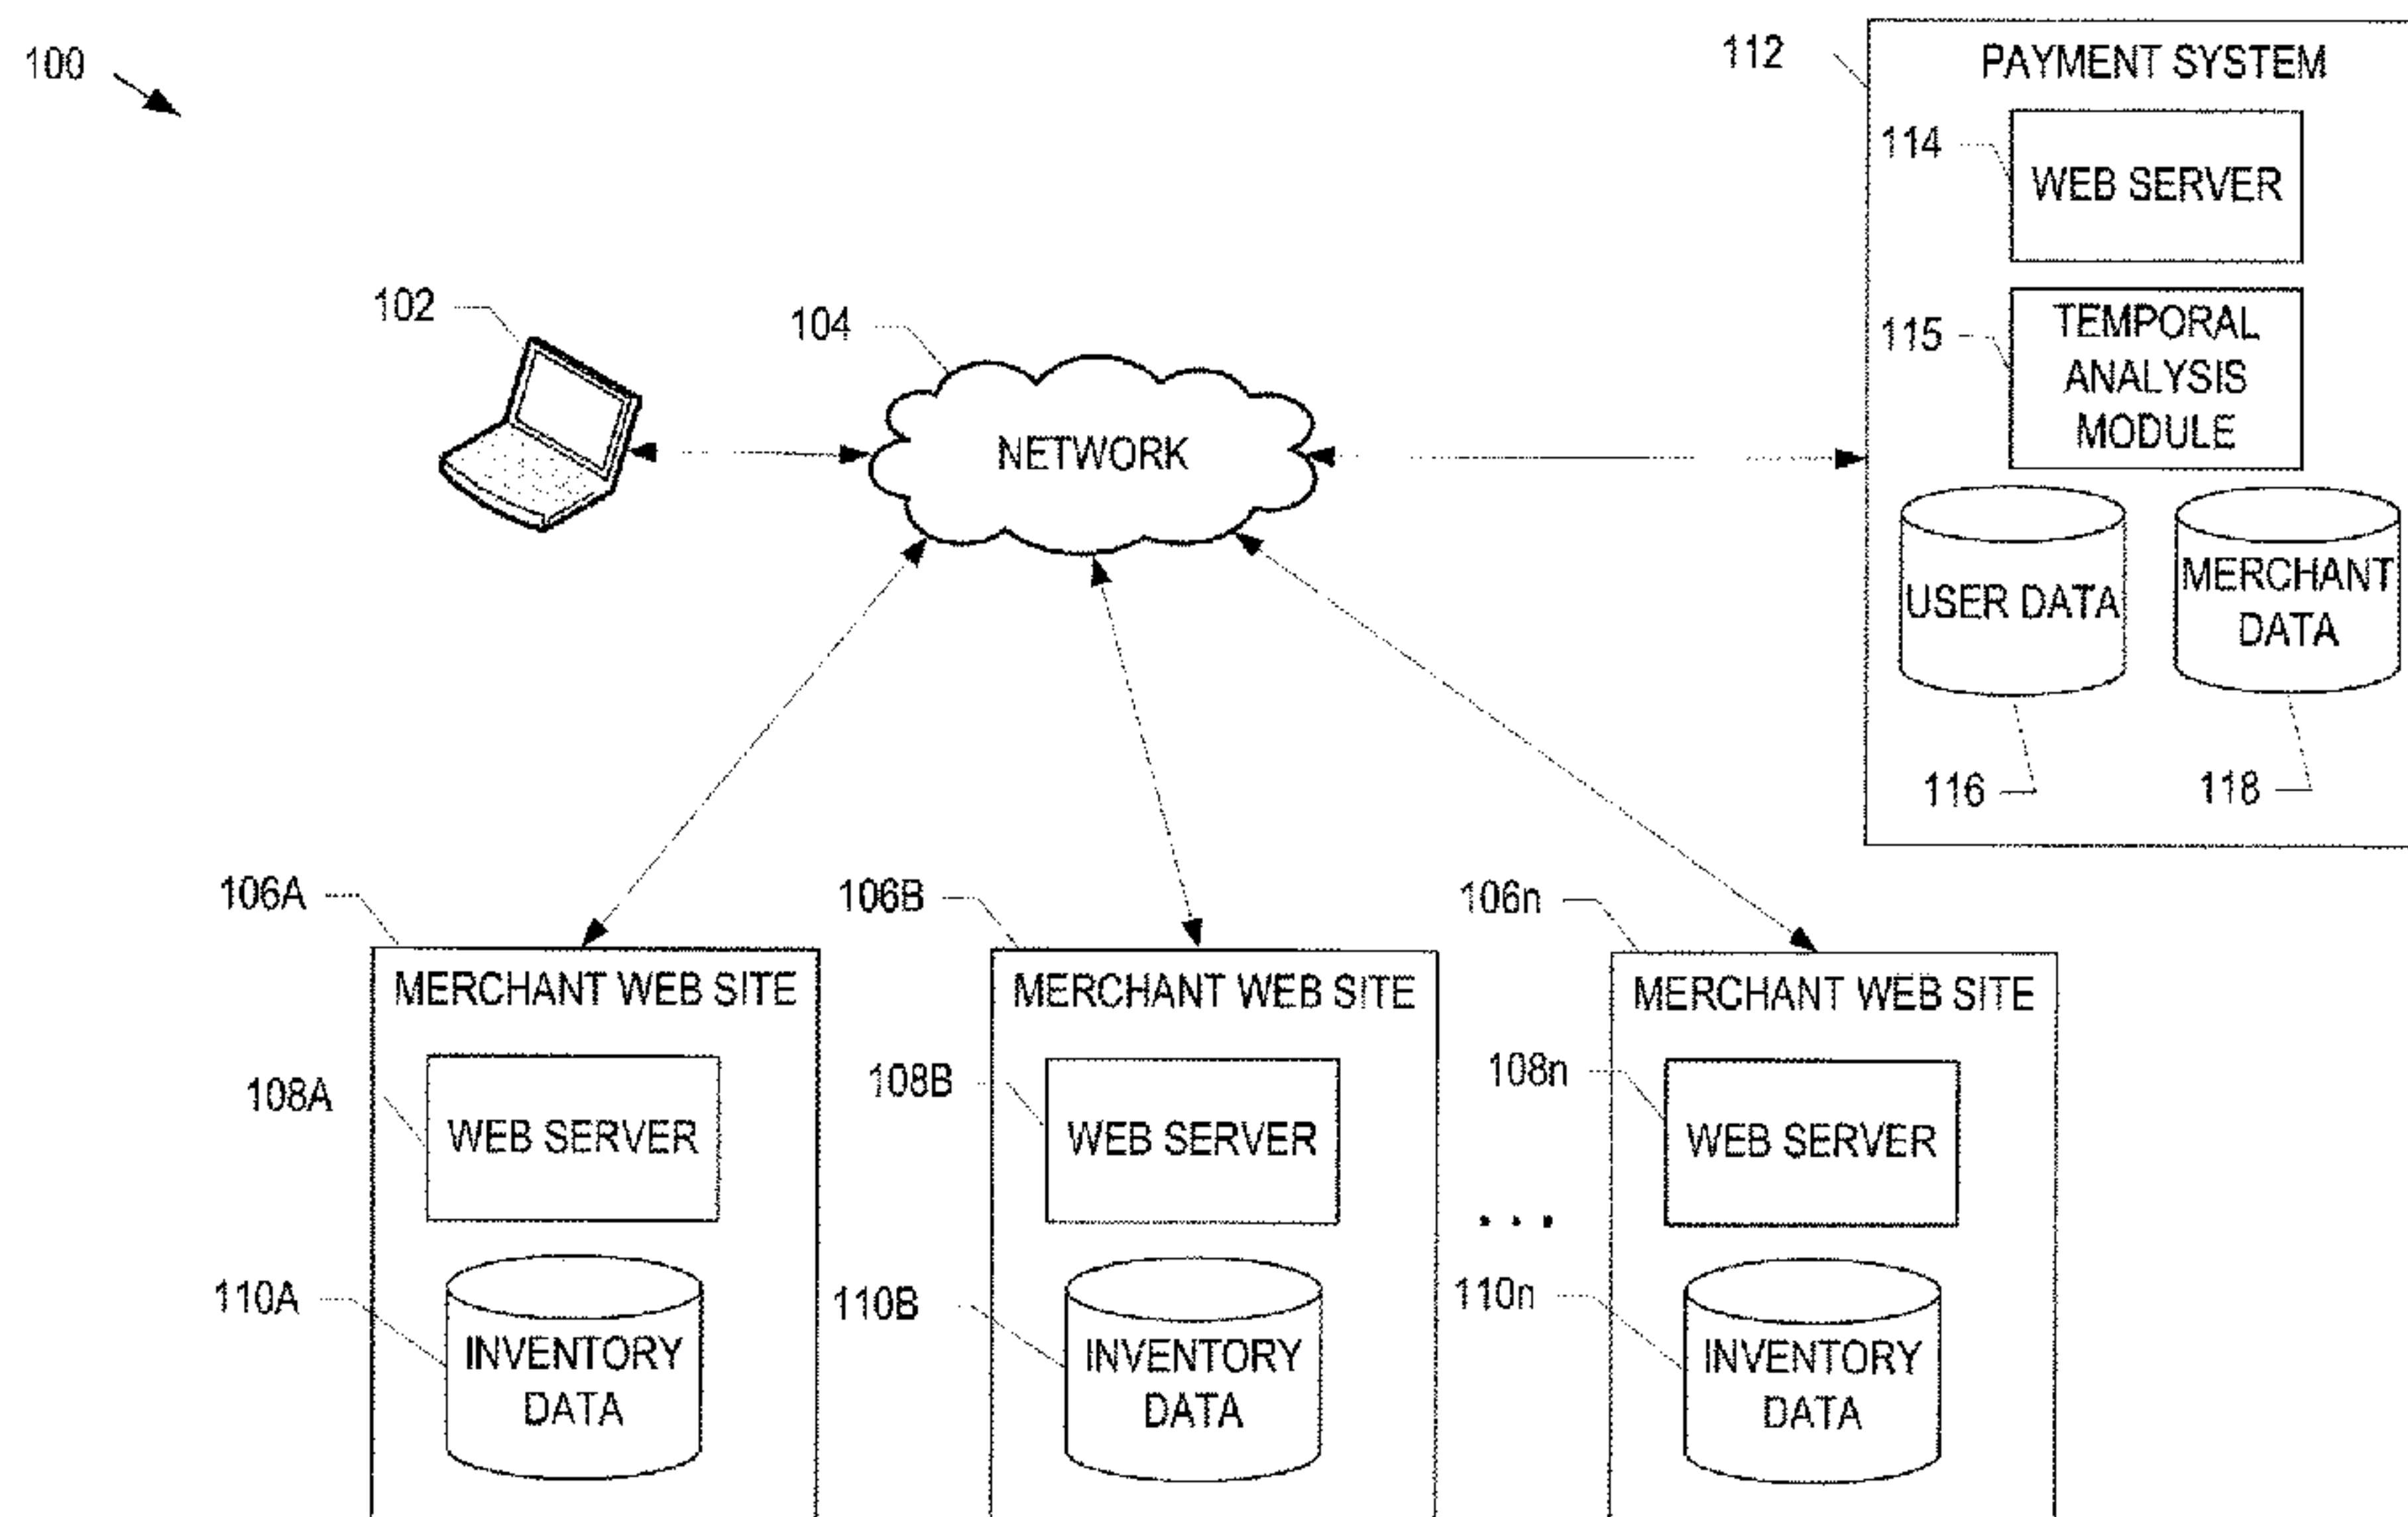 100
112
PAYMENT SYSTEM
114
WEB SERVER
115
TEMPORAL
ANALYSIS
MODULE
USER DATA
MERCHANT
DATA
116
118
102
104
NETWORK
106A
MERCHANT WEB SITE
108A
WEB SERVER
110A
INVENTORY
DATA
106B
MERCHANT WEB SITE
108B
WEB SERVER
110B
INVENTORY
DATA
...
106n
MERCHANT WEB SITE
108n
WEB SERVER
110n
INVENTORY
DATA